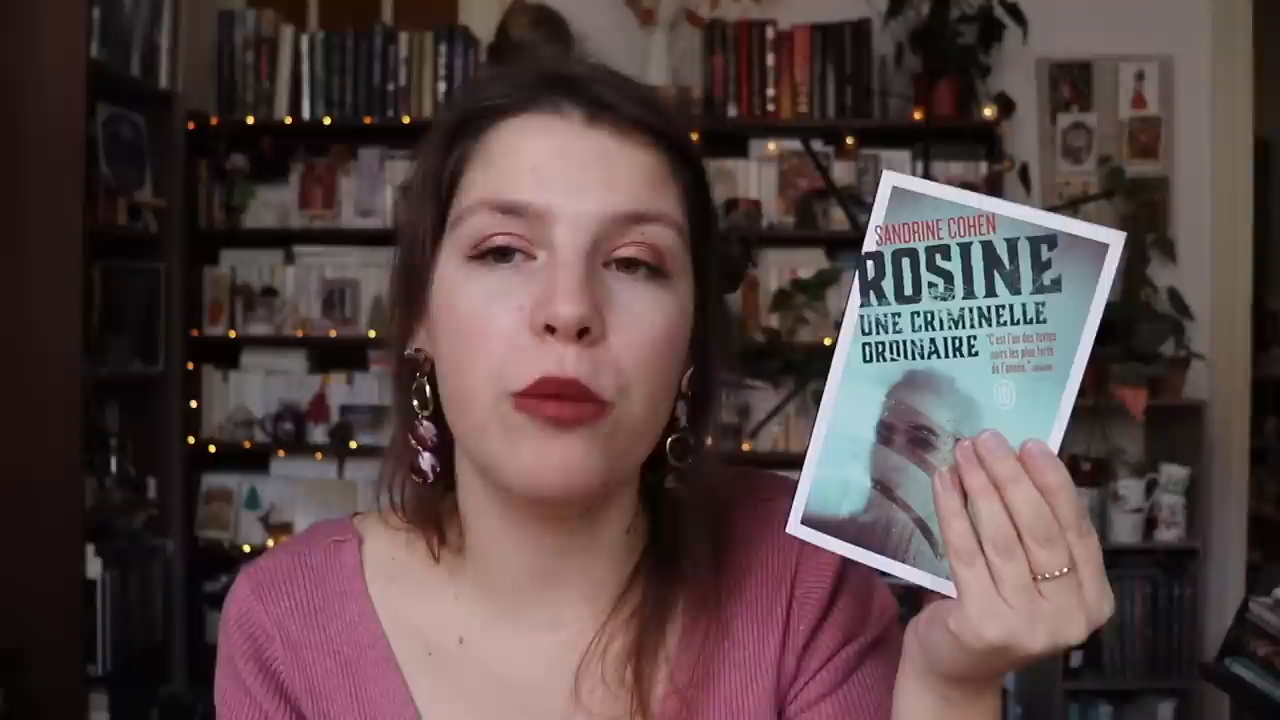 SANDRINE COHEN
ROSINE
UNE CRIMINELLE
ORDINAIRE
"C'est l'un des textes
noirs les plus forts
de l'année."